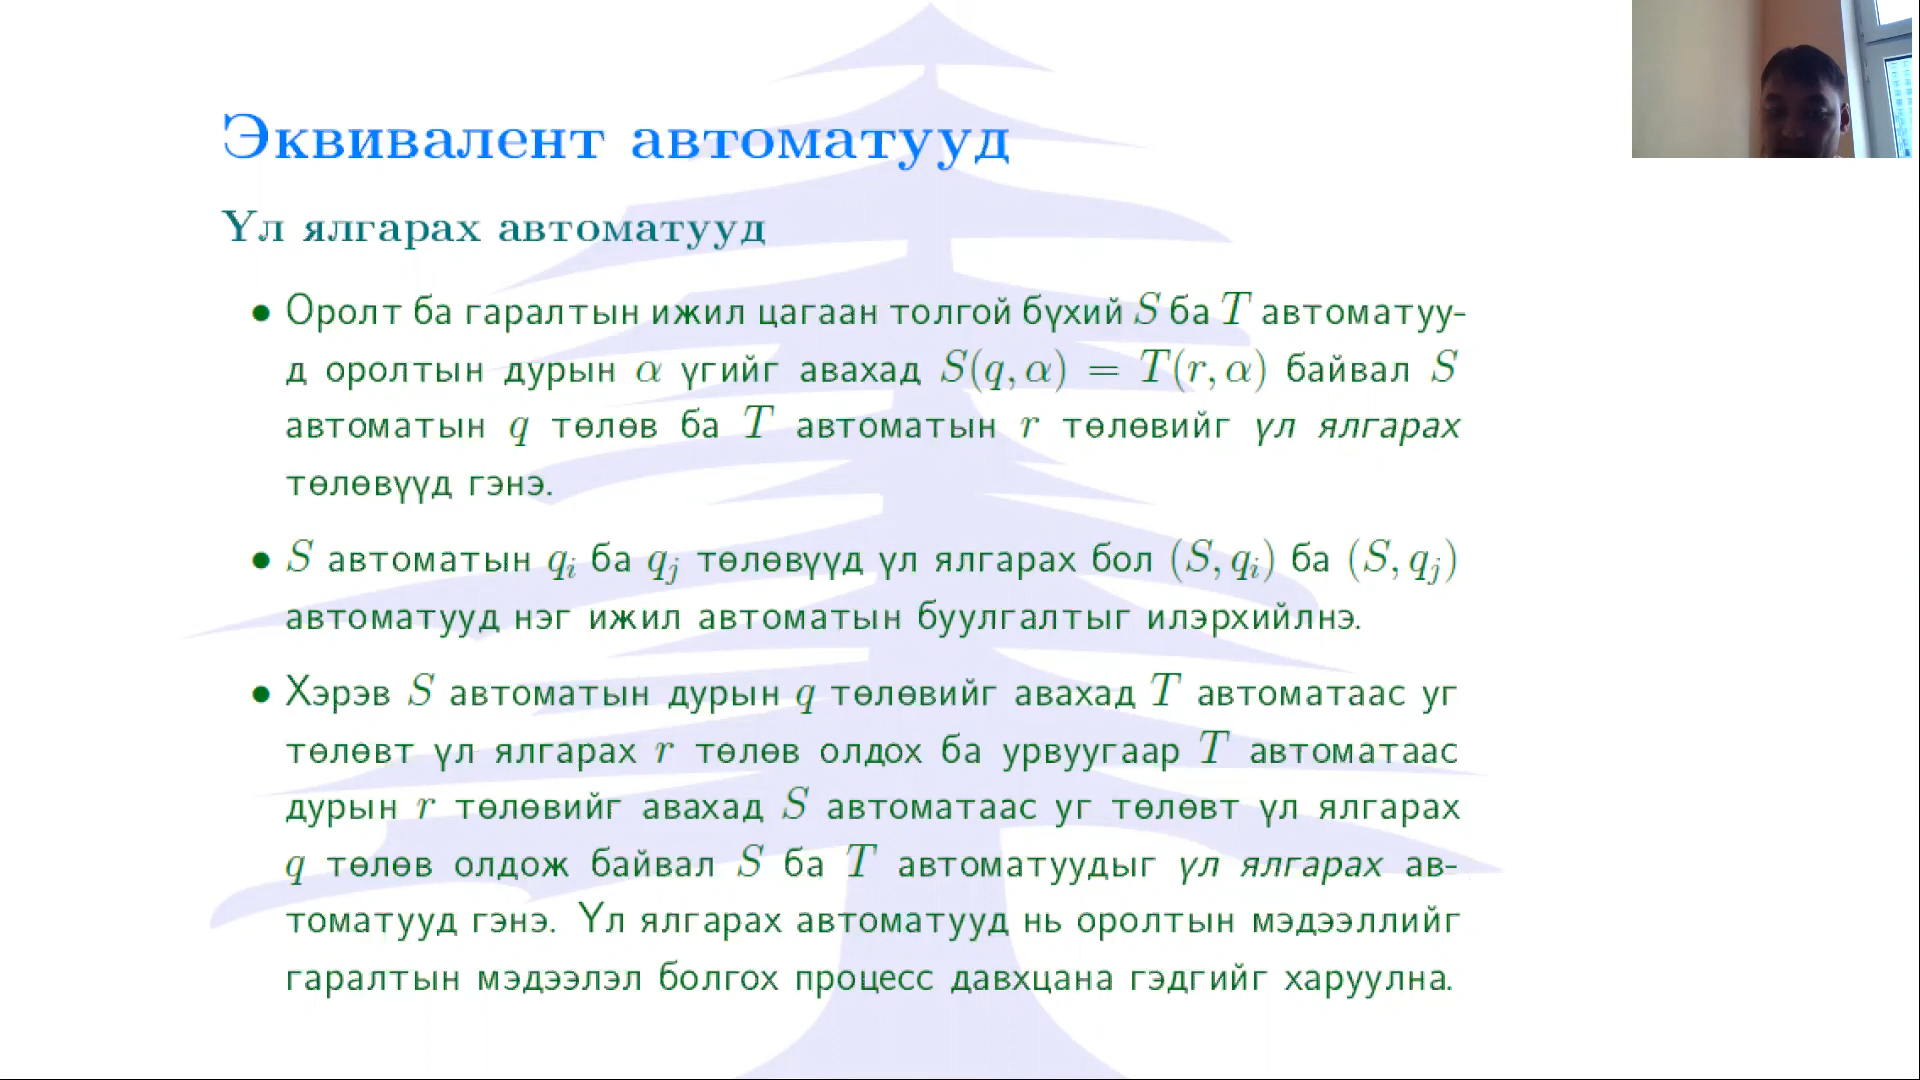 Эквивалент автоматууд
Үл ялгарах автоматууд
• Оролт ба гаралтын ижил цагаан толгой бүхий S ба T автоматуу-
д оролтын дурын α үгийг авахад S(q, α) = T(r, α) байвал S
автоматын q төлөв ба T автоматын r төлөвийг үл ялгарах
төлөвүүд гэнэ.
• S автоматын qᵢ ба qⱼ төлөвүүд үл ялгарах бол (S, qᵢ) ба (S, qⱼ)
автоматууд нэг ижил автоматын буулгалтыг илэрхийлнэ.
• Хэрэв S автоматын дурын q төлөвийг авахад T автоматаас уг
төлөвт үл ялгарах r төлөв олдох ба урвуугаар T автоматаас
дурын r төлөвийг авахад S автоматаас уг төлөвт үл ялгарах
q төлөв олдож байвал S ба T автоматуудыг үл ялгарах ав-
томатууд гэнэ. Үл ялгарах автоматууд нь оролтын мэдээллийг
гаралтын мэдээлэл болгох процесс давхцана гэдгийг харуулна.